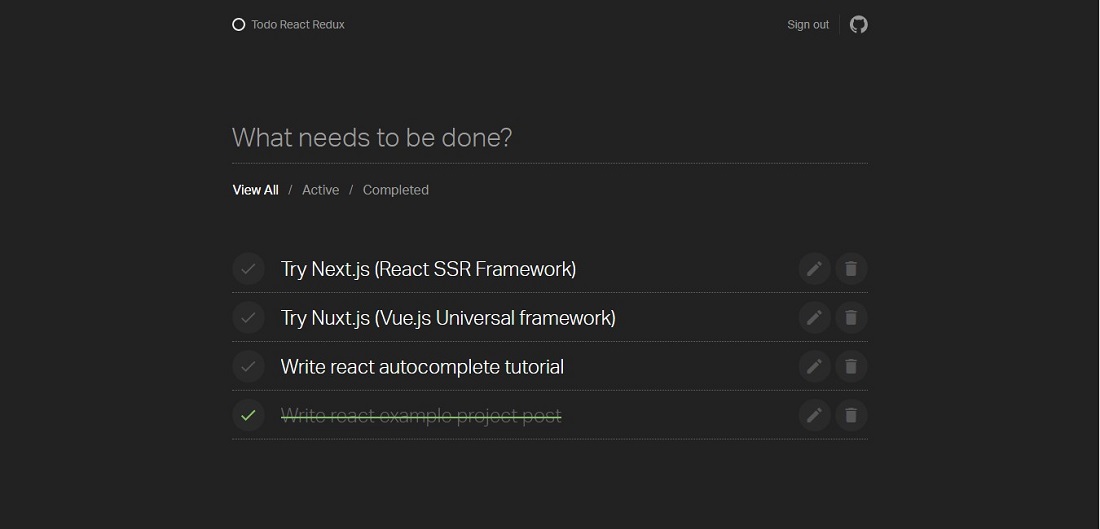 Todo React Redux
Sign out
What needs to be done?
View All / Active / Completed
Try Next.js (React SSR Framework)
Try Nuxt.js (Vue.js Universal framework)
Write react autocomplete tutorial
Write react example project post